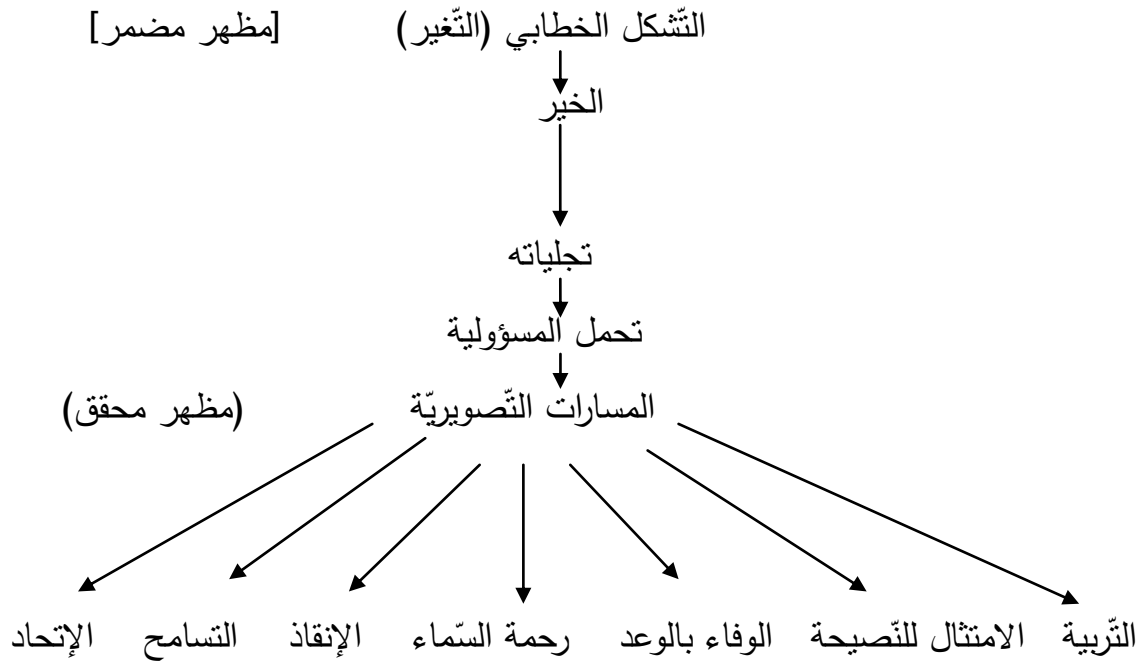 التّشكل الخطابي (التّغير) [مظهر مضمر]
الخير
تجلياته
تحمل المسؤولية
المسارات التّصويريّة (مظهر محقق)
التّربية الامتثال للنّصيحة الوفاء بالوعد رحمة السّماء الإنقاذ التسامح الإتحاد